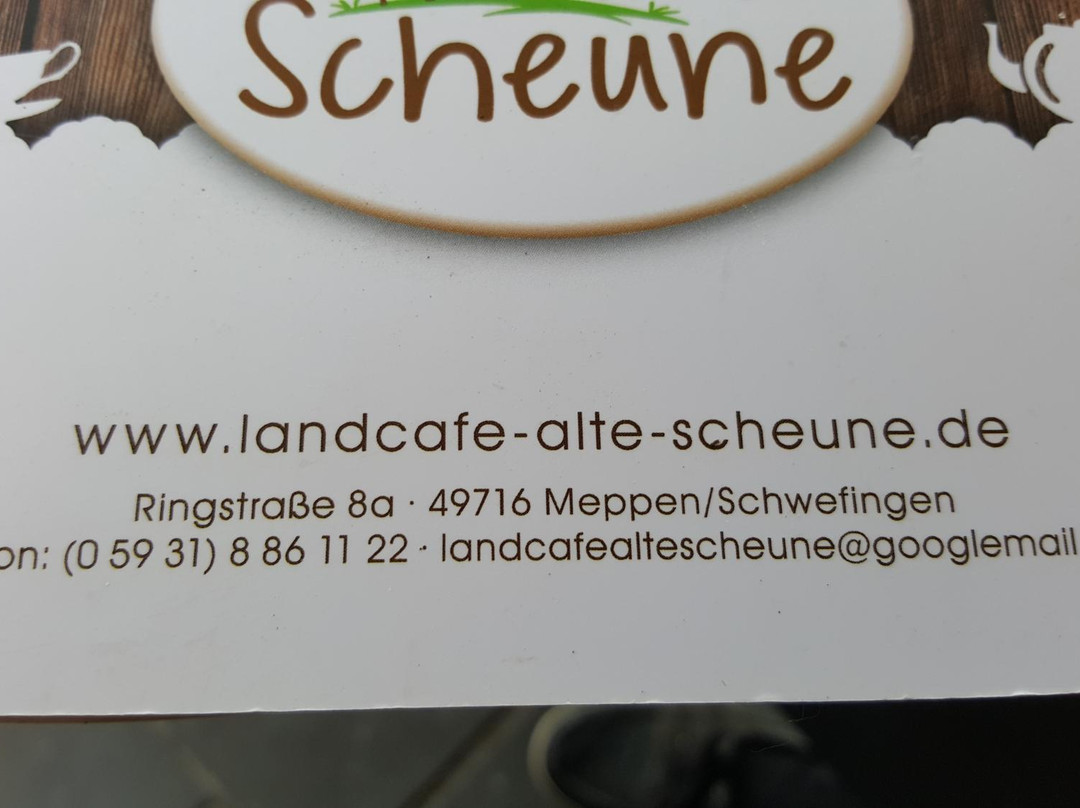 Scheune
www.landcafe-alte-scheune.de
Ringstraße 8a · 49716 Meppen/Schwefingen
on: (0 59 31) 8 86 11 22 · landcafealtescheune@googlemail